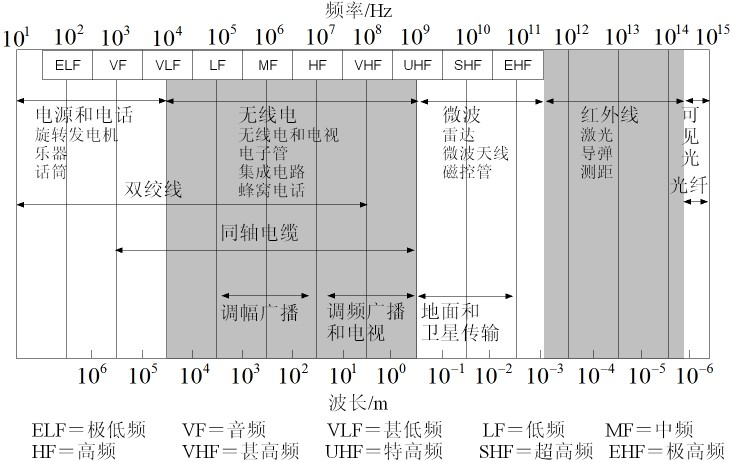 频率/Hz
10¹ 10² 10³ 10⁴ 10⁵ 10⁶ 10⁷ 10⁸ 10⁹ 10¹⁰ 10¹¹ 10¹² 10¹³ 10¹⁴ 10¹⁵
ELF VF VLF LF MF HF VHF UHF SHF EHF
电源和电话
旋转发电机
乐器
话筒
无线电
无线电和电视
电子管
集成电路
蜂窝电话
微波
雷达
微波天线
磁控管
红外线
激光
导弹
测距
可
见
光
光纤
双绞线
同轴电缆
调幅广播
调频广播
和电视
地面和
卫星传输
10⁶ 10⁵ 10⁴ 10³ 10² 10¹ 10⁰ 10⁻¹ 10⁻² 10⁻³ 10⁻⁴ 10⁻⁵ 10⁻⁶
波长/m
ELF=极低频 VF=音频 VLF=甚低频 LF=低频 MF=中频
HF=高频 VHF=甚高频 UHF=特高频 SHF=超高频 EHF=极高频